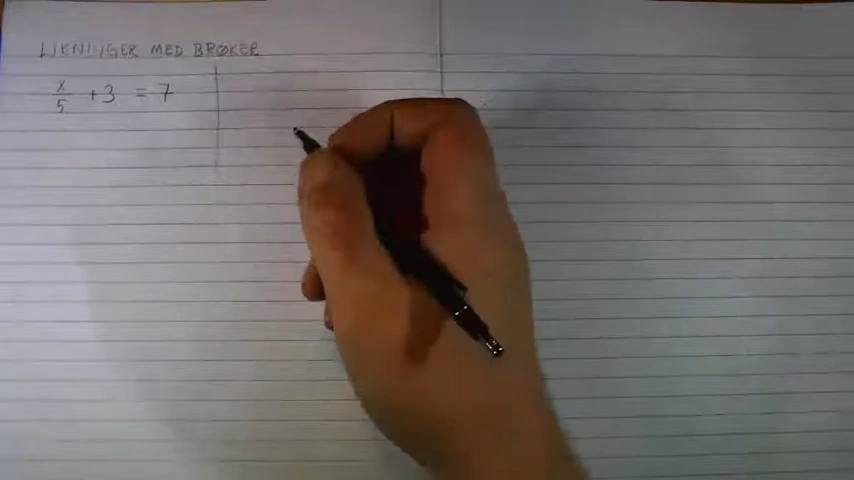 LIKNINGER MED BRØKER
x/5 + 3 = 7